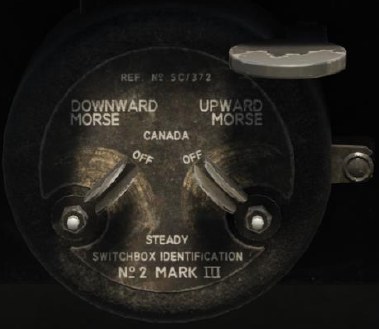 REF. Nº 5C/372
DOWNWARD MORSE
UPWARD MORSE
CANADA
OFF
OFF
STEADY
SWITCHBOX IDENTIFICATION
Nº 2 MARK III